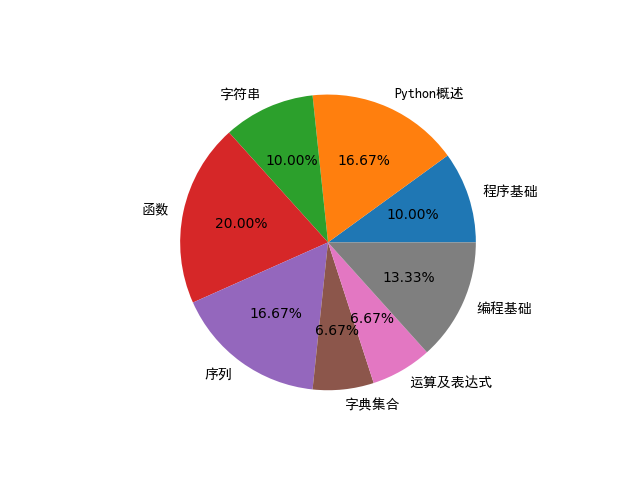 字符串
Python概述
10.00%
16.67%
程序基础
函数
20.00%
10.00%
13.33%
16.67%
6.67%
6.67%
编程基础
序列
运算及表达式
字典集合